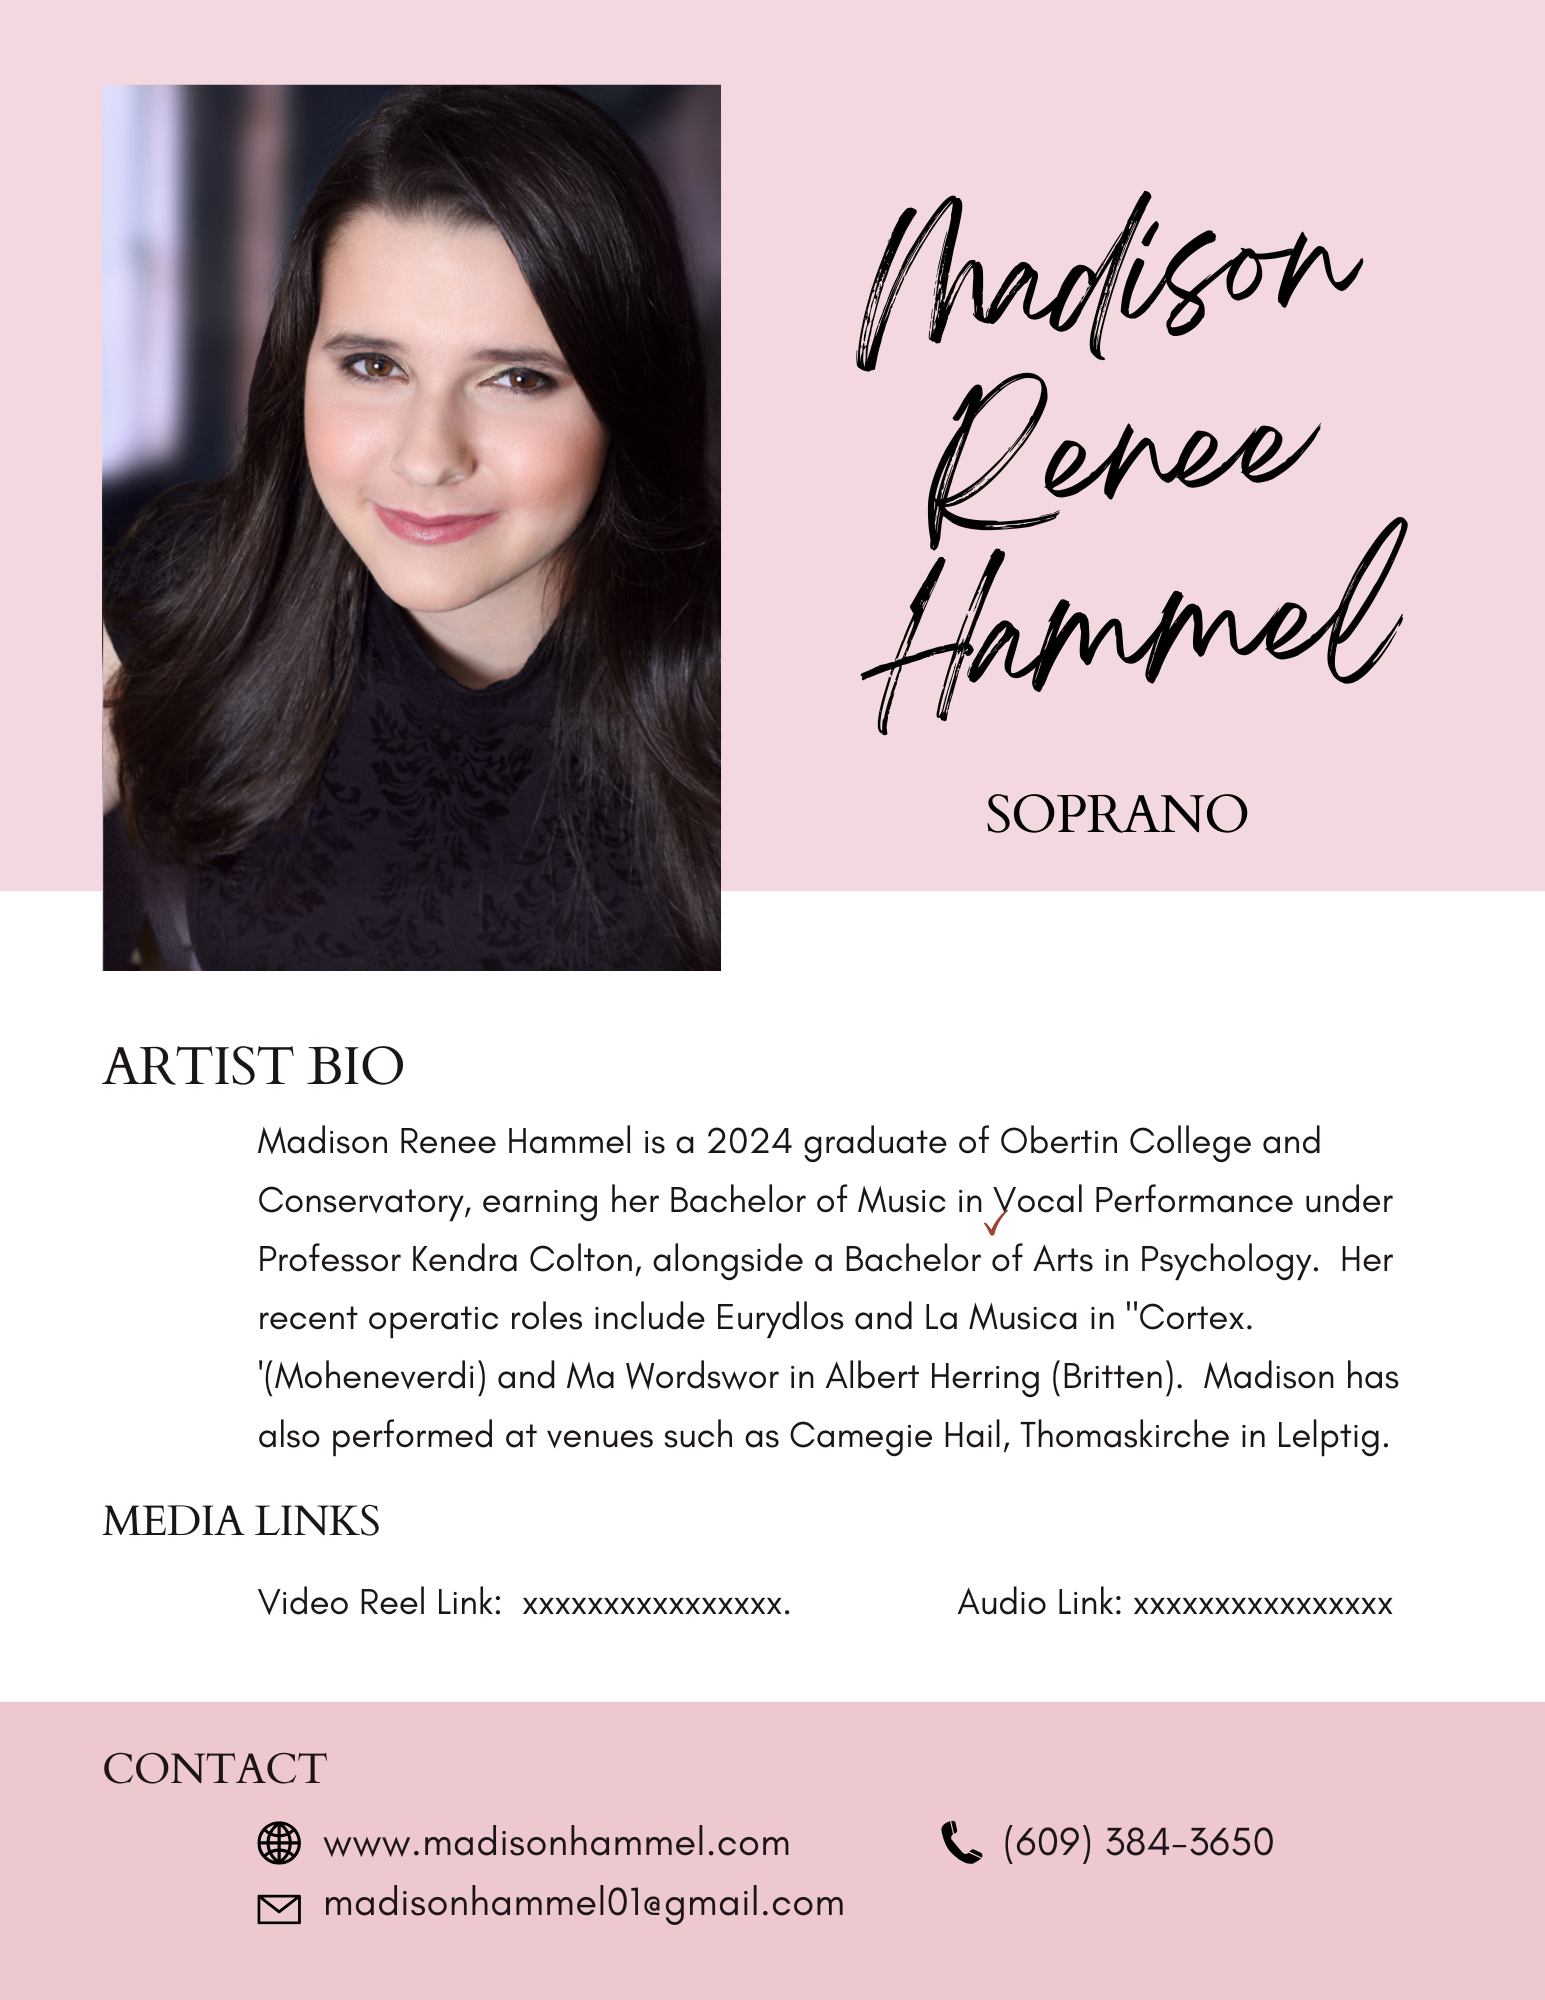 Madison
Renee
Hammel
SOPRANO
ARTIST BIO
Madison Renee Hammel is a 2024 graduate of Obertin College and
Conservatory, earning her Bachelor of Music in Vocal Performance under
Professor Kendra Colton, alongside a Bachelor of Arts in Psychology.  Her
recent operatic roles include Eurydlos and La Musica in "Cortex.
'(Moheneverdi) and Ma Wordswor in Albert Herring (Britten).  Madison has
also performed at venues such as Camegie Hail, Thomaskirche in Lelptig.
MEDIA LINKS
Video Reel Link:  xxxxxxxxxxxxxxxx.
Audio Link: xxxxxxxxxxxxxxxx
CONTACT
www.madisonhammel.com
(609) 384-3650
madisonhammel01@gmail.com